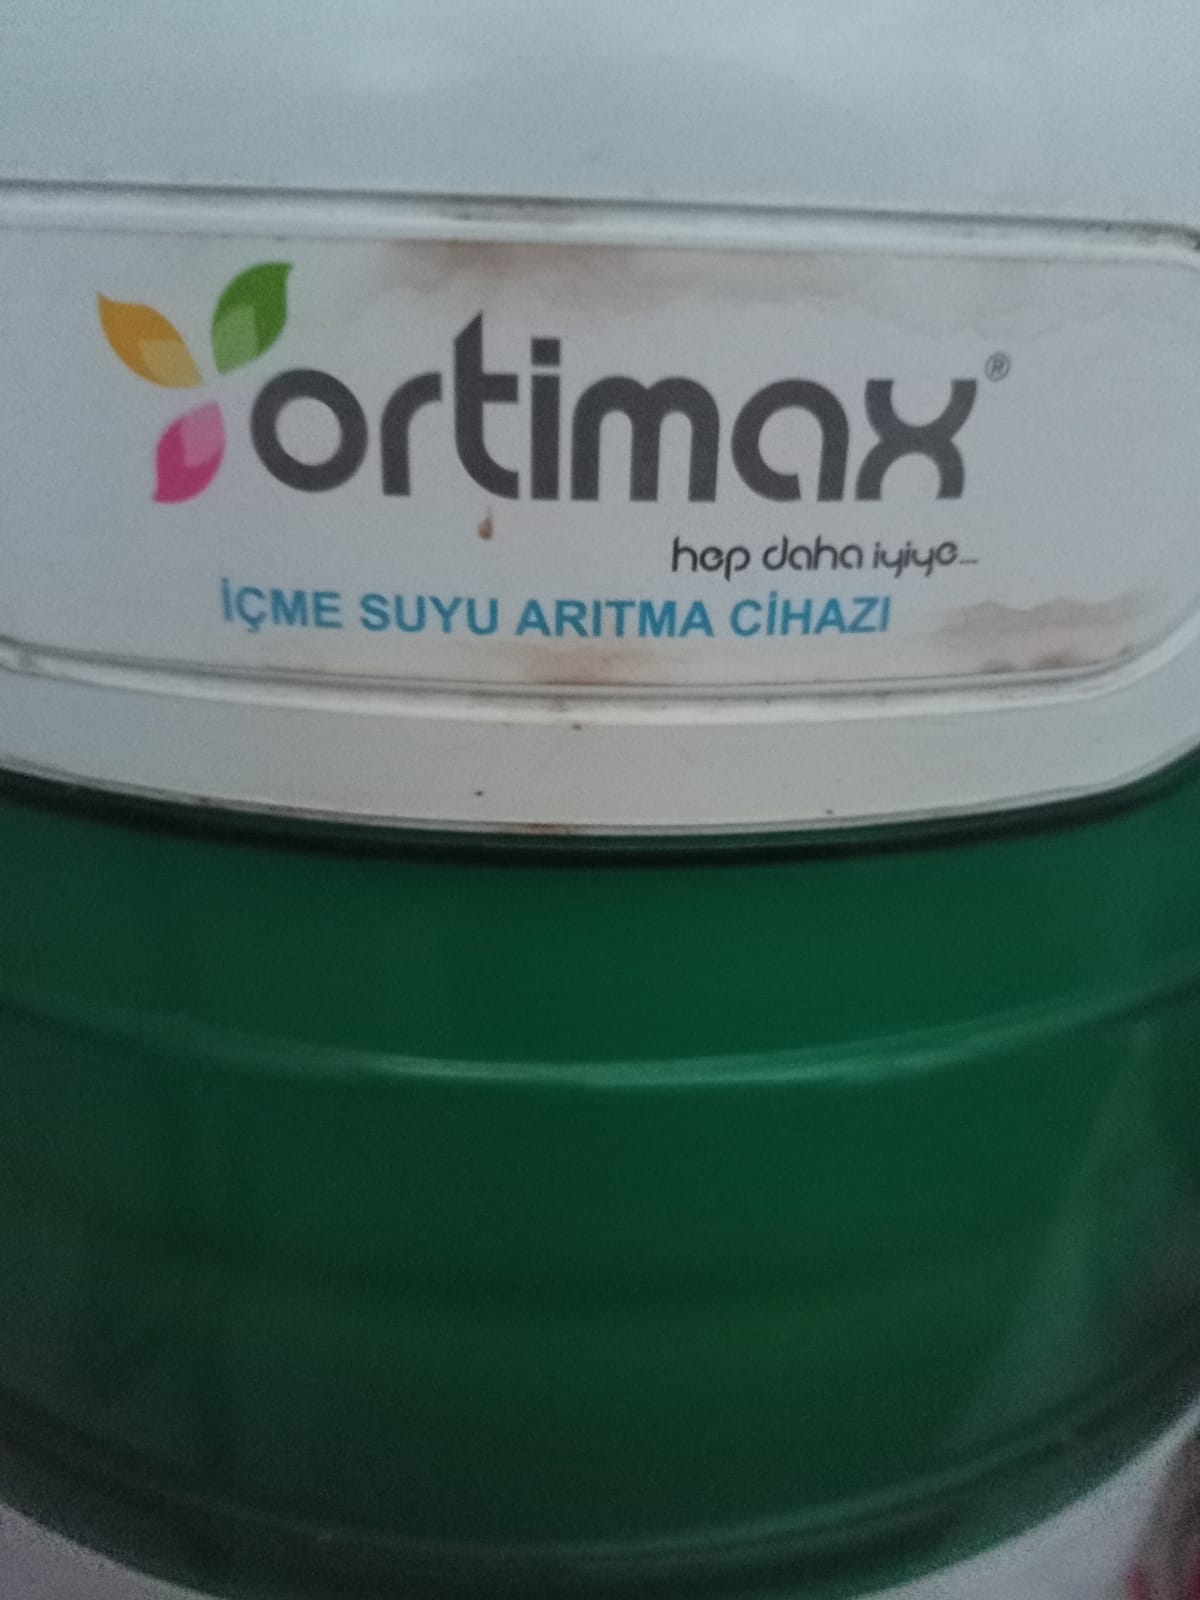 ortimax®
hep daha iyiye...
İÇME SUYU ARITMA CİHAZI